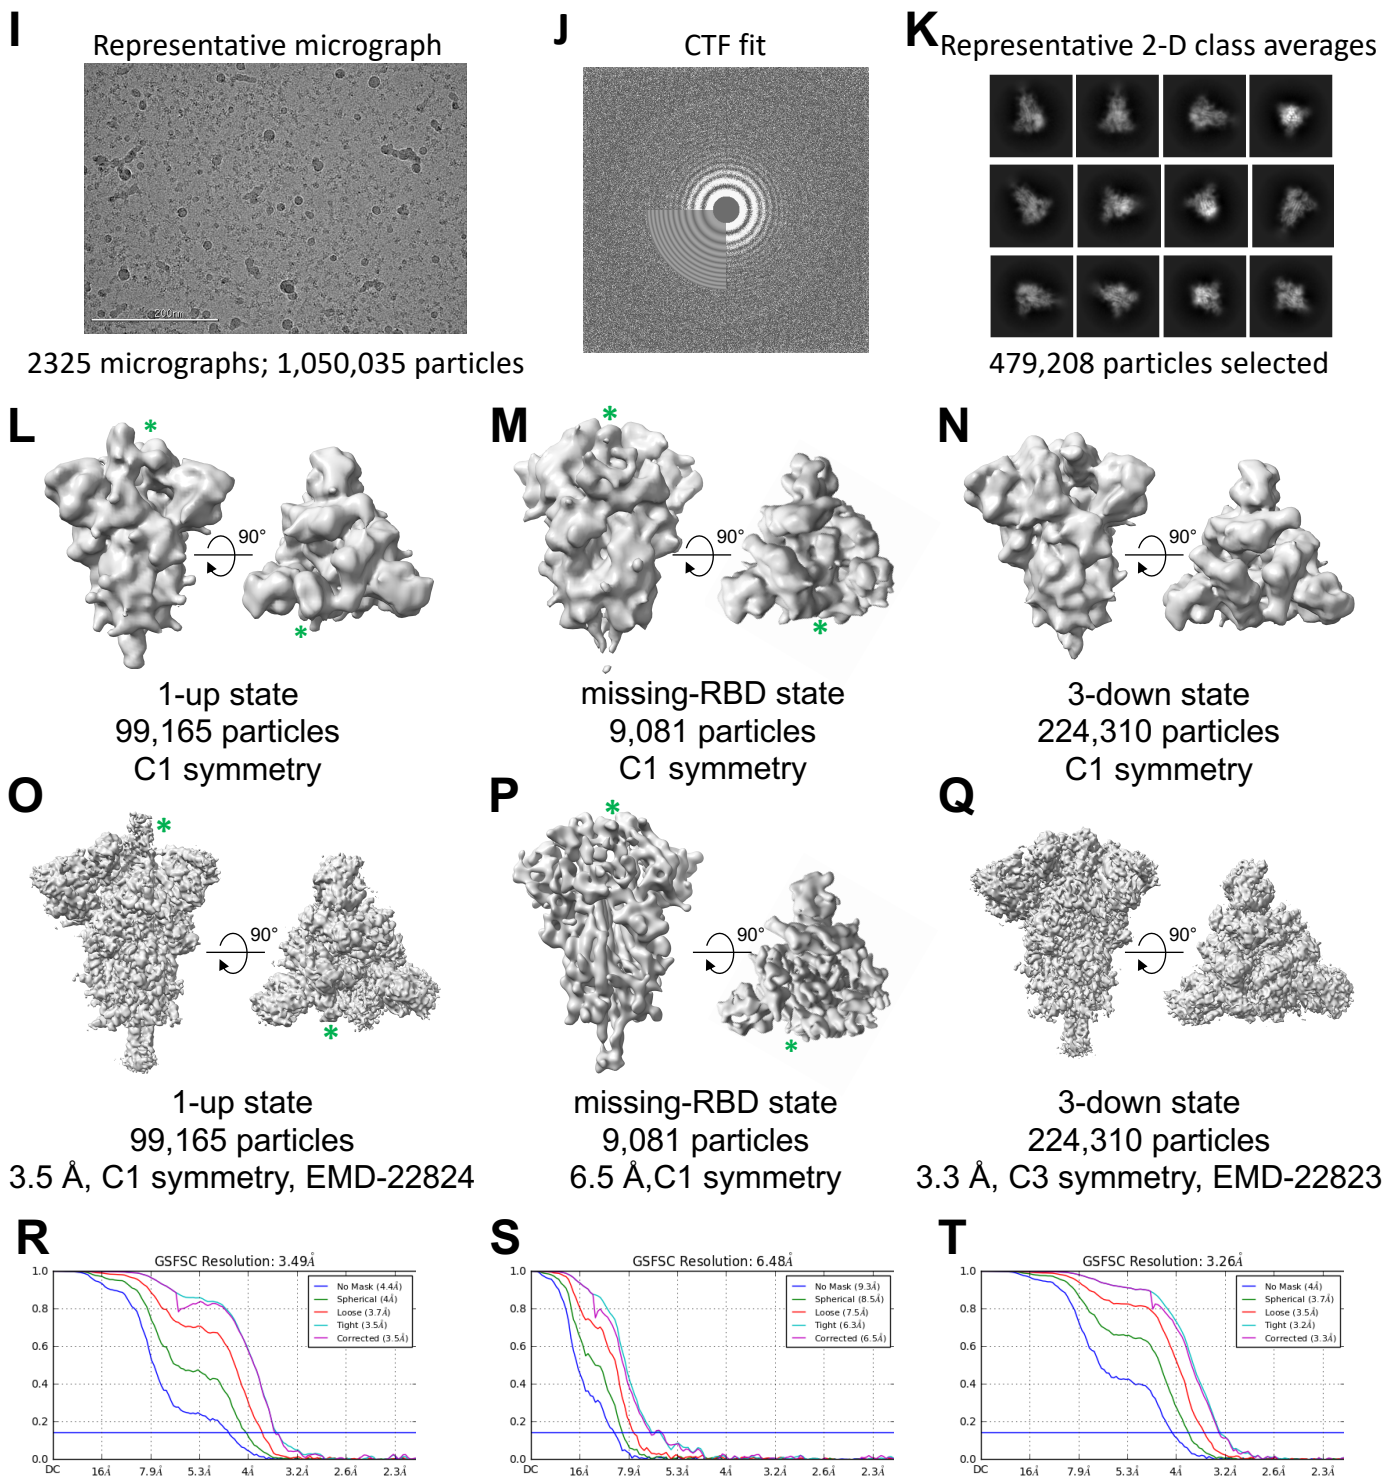 I
Representative micrograph
200nm
2325 micrographs; 1,050,035 particles
J
CTF fit
K
Representative 2-D class averages
479,208 particles selected
L
*
90°
*
1-up state
99,165 particles
C1 symmetry
M
*
90°
*
missing-RBD state
9,081 particles
C1 symmetry
N
90°
3-down state
224,310 particles
C1 symmetry
O
*
90°
*
1-up state
99,165 particles
3.5 Å, C1 symmetry, EMD-22824
P
*
90°
*
missing-RBD state
9,081 particles
6.5 Å,C1 symmetry
Q
90°
3-down state
224,310 particles
3.3 Å, C3 symmetry, EMD-22823
R
GSFSC Resolution: 3.49Å
1.0
0.8
0.6
0.4
0.2
0.0
No Mask (4.4Å)
Spherical (4Å)
Loose (3.7Å)
Tight (3.5Å)
Corrected (3.5Å)
DC 16Å 7.9Å 5.3Å 4Å 3.2Å 2.6Å 2.3Å
S
GSFSC Resolution: 6.48Å
1.0
0.8
0.6
0.4
0.2
0.0
No Mask (9.3Å)
Spherical (8.5Å)
Loose (7.5Å)
Tight (6.3Å)
Corrected (6.5Å)
DC 16Å 7.9Å 5.3Å 4Å 3.2Å 2.6Å 2.3Å
T
GSFSC Resolution: 3.26Å
1.0
0.8
0.6
0.4
0.2
0.0
No Mask (4Å)
Spherical (3.7Å)
Loose (3.5Å)
Tight (3.2Å)
Corrected (3.3Å)
DC 16Å 7.9Å 5.3Å 4Å 3.2Å 2.6Å 2.3Å